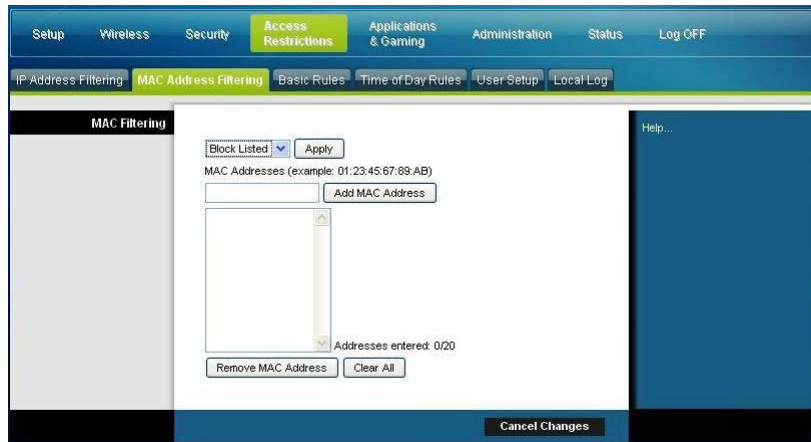 Setup Wireless Security Access Restrictions Applications & Gaming Administration Status Log OFF
IP Address Filtering MAC Address Filtering Basic Rules Time of Day Rules User Setup Local Log
MAC Filtering
Help...
Block Listed Apply
MAC Addresses (example: 01:23:45:67:89:AB)
Add MAC Address
Addresses entered: 0/20
Remove MAC Address Clear All
Cancel Changes